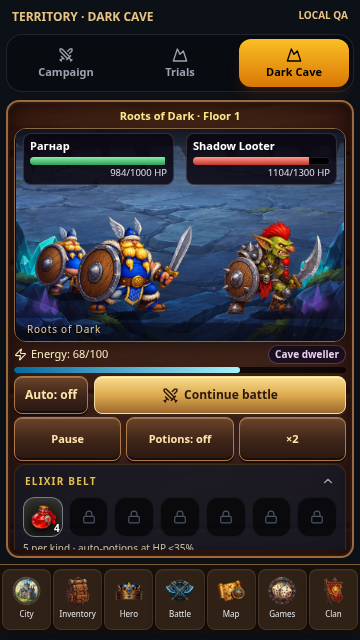 TERRITORY · DARK CAVE
LOCAL QA
Campaign
Trials
Dark Cave
Roots of Dark · Floor 1
Рагнар
984/1000 HP
Shadow Looter
1104/1300 HP
Roots of Dark
Energy: 68/100
Cave dweller
Auto: off
Continue battle
Pause
Potions: off
×2
ELIXIR BELT
4
5 per kind · auto-potions at HP <35%
City
Inventory
Hero
Battle
Map
Games
Clan